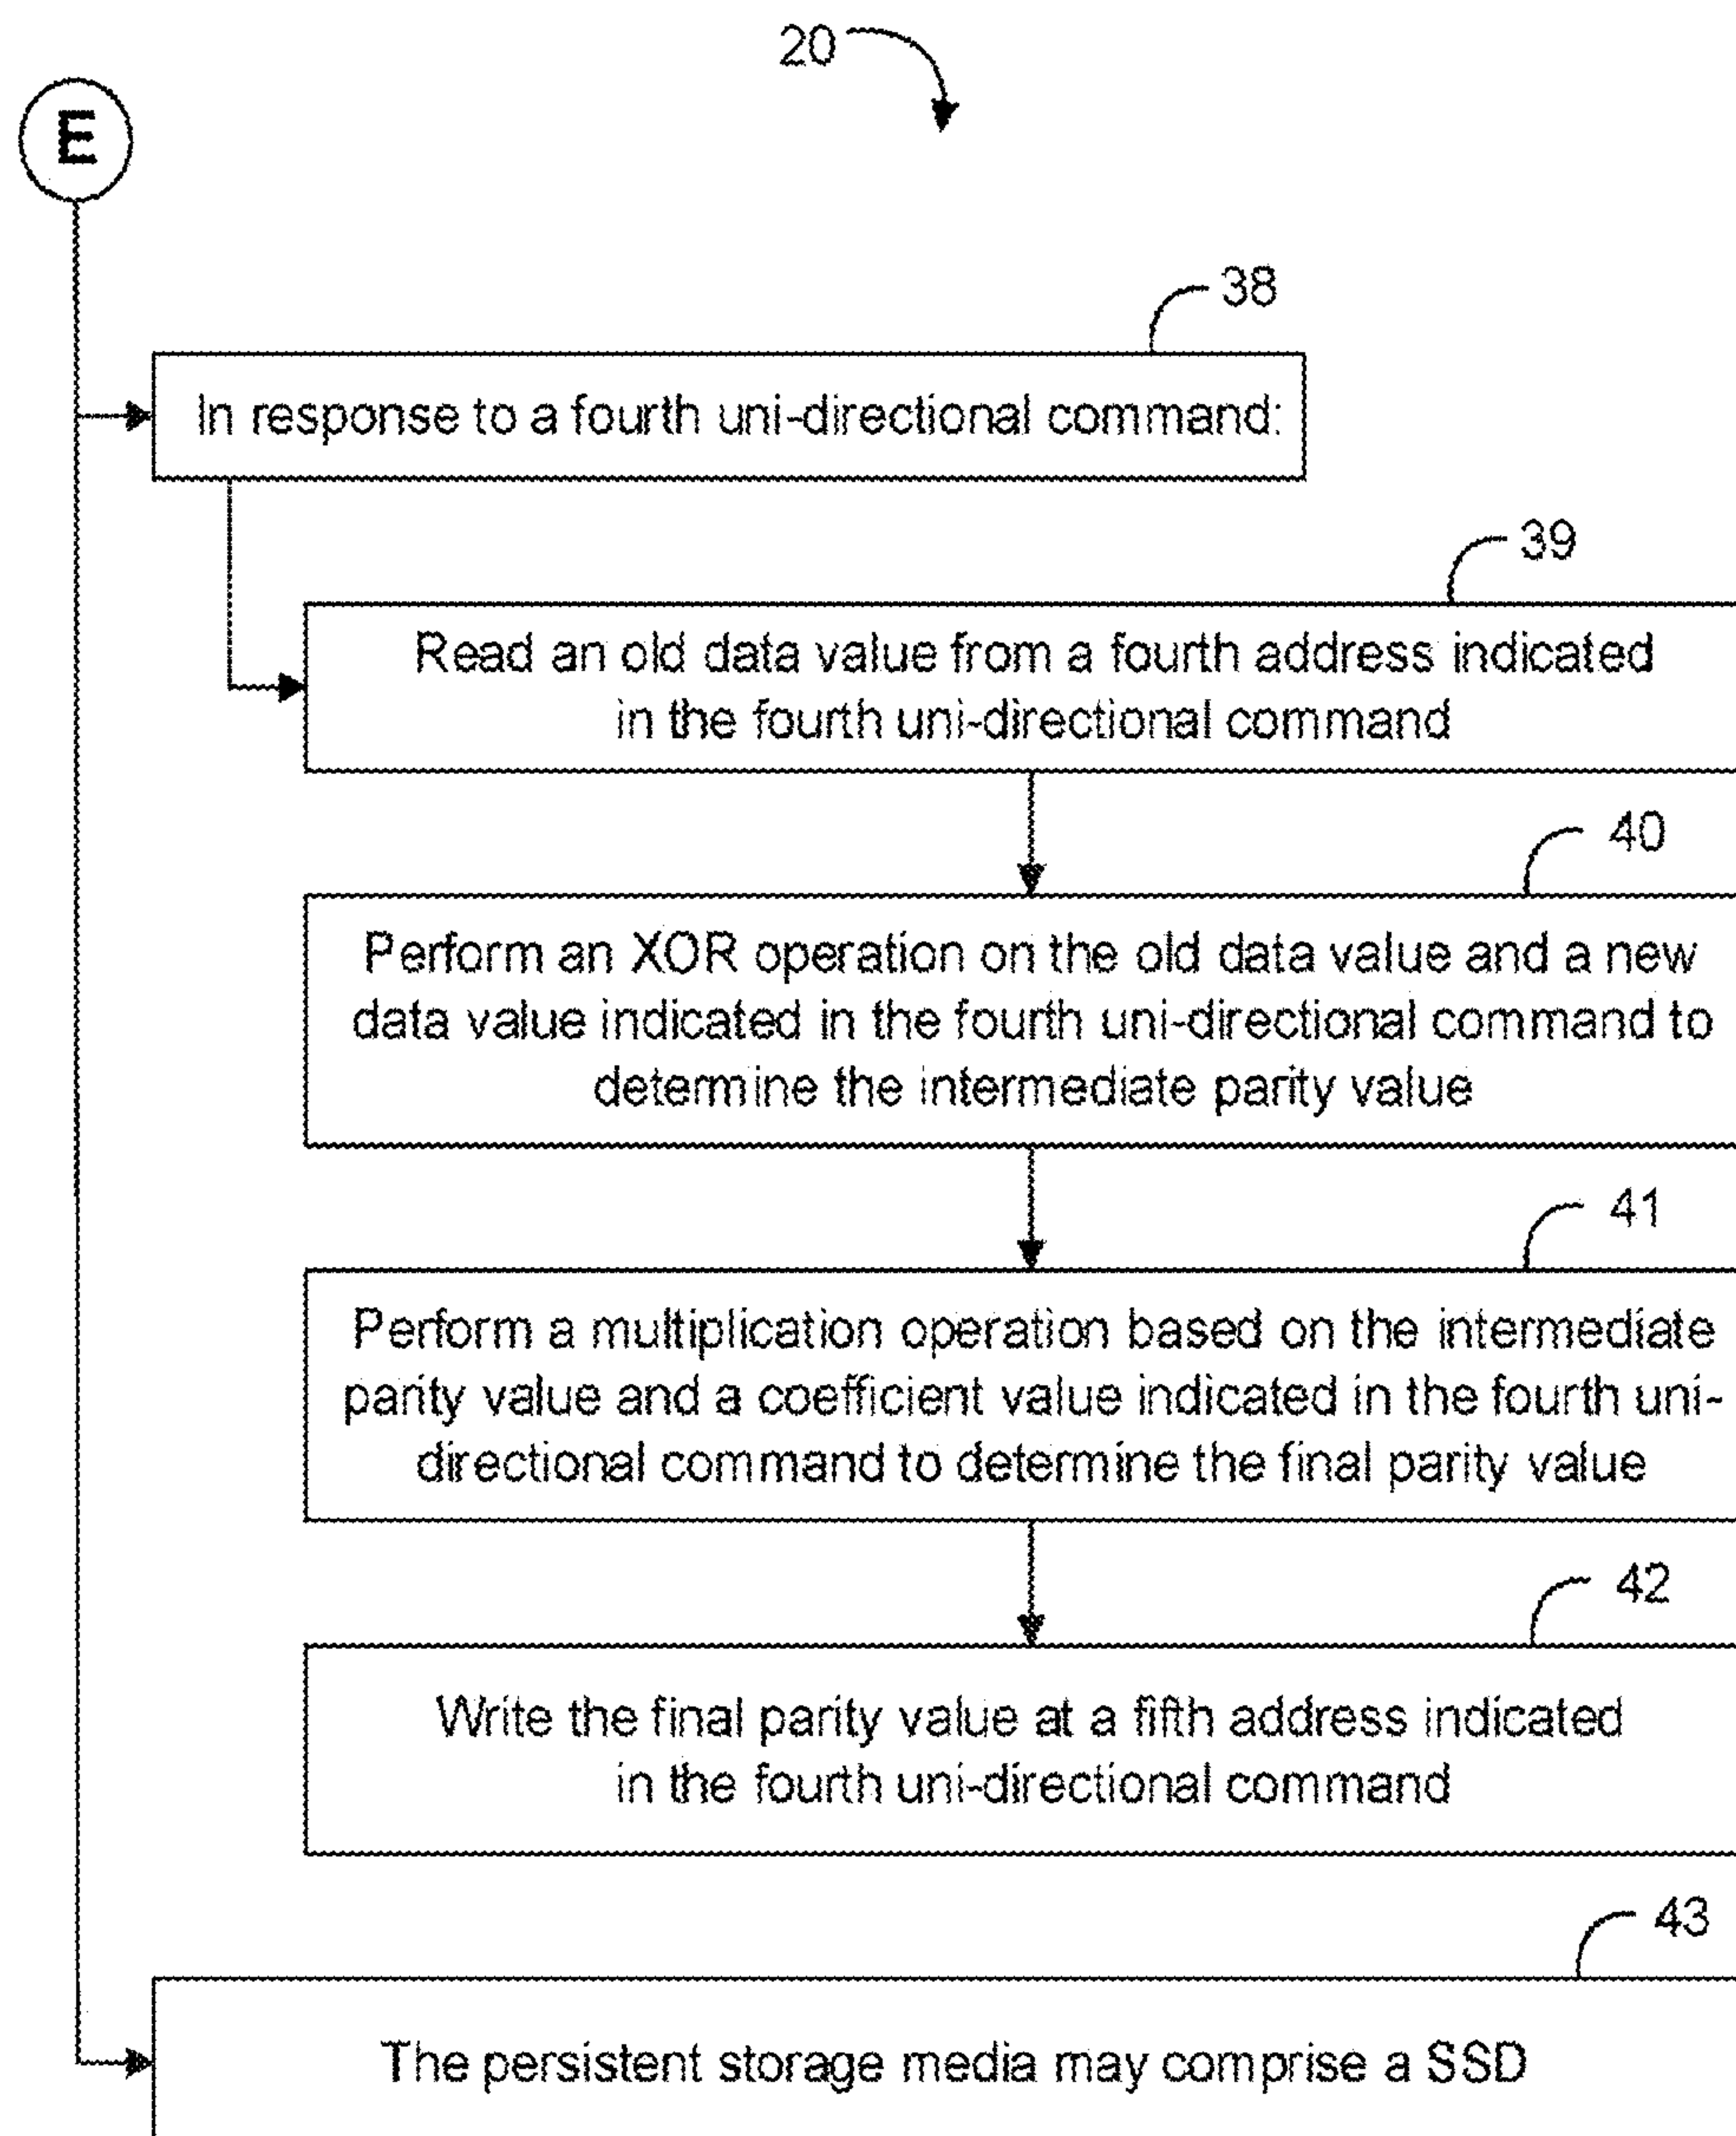 20
E
38
In response to a fourth uni-directional command:
39
Read an old data value from a fourth address indicated
in the fourth uni-directional command
40
Perform an XOR operation on the old data value and a new
data value indicated in the fourth uni-directional command to
determine the intermediate parity value
41
Perform a multiplication operation based on the intermediate
parity value and a coefficient value indicated in the fourth uni-
directional command to determine the final parity value
42
Write the final parity value at a fifth address indicated
in the fourth uni-directional command
43
The persistent storage media may comprise a SSD